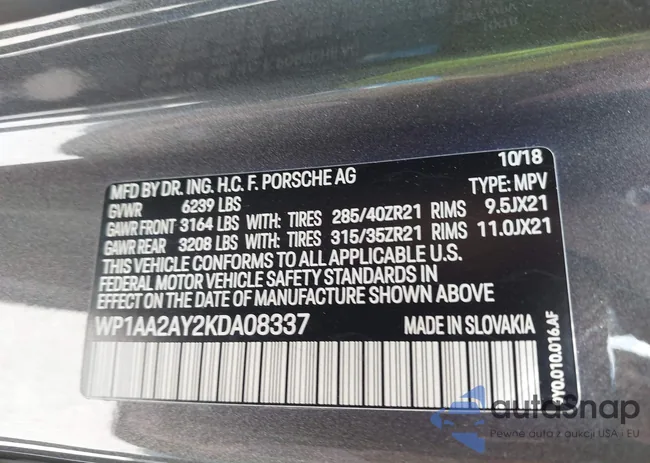 10/18
MFD BY DR. ING. H.C. F. PORSCHE AG
TYPE: MPV
GVWR 6239 LBS
GAWR FRONT 3164 LBS WITH: TIRES 285/40ZR21 RIMS 9.5JX21
GAWR REAR 3208 LBS WITH: TIRES 315/35ZR21 RIMS 11.0JX21
THIS VEHICLE CONFORMS TO ALL APPLICABLE U.S.
FEDERAL MOTOR VEHICLE SAFETY STANDARDS IN
EFFECT ON THE DATE OF MANUFACTURE SHOWN ABOVE
WP1AA2AY2KDA08337
MADE IN SLOVAKIA
9Y0.010.016.AF
autoSnap
Pewne auta z aukcji USA i EU